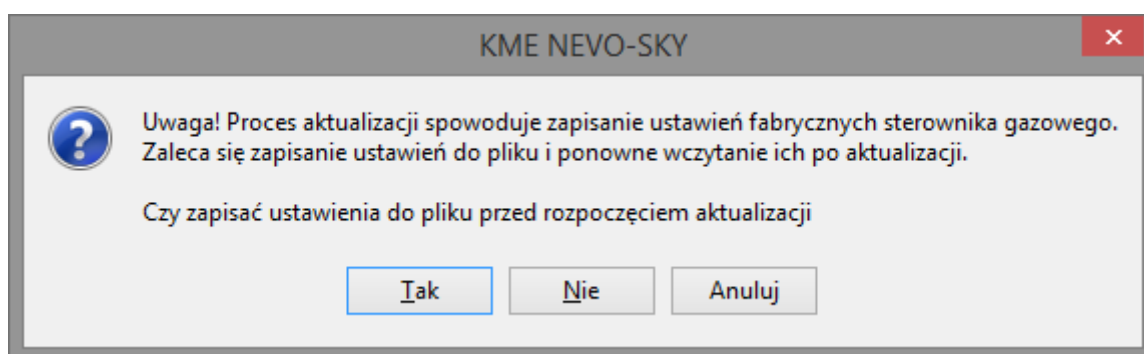 KME NEVO-SKY
Uwaga! Proces aktualizacji spowoduje zapisanie ustawień fabrycznych sterownika gazowego.
Zaleca się zapisanie ustawień do pliku i ponowne wczytanie ich po aktualizacji.
Czy zapisać ustawienia do pliku przed rozpoczęciem aktualizacji
Tak Nie Anuluj